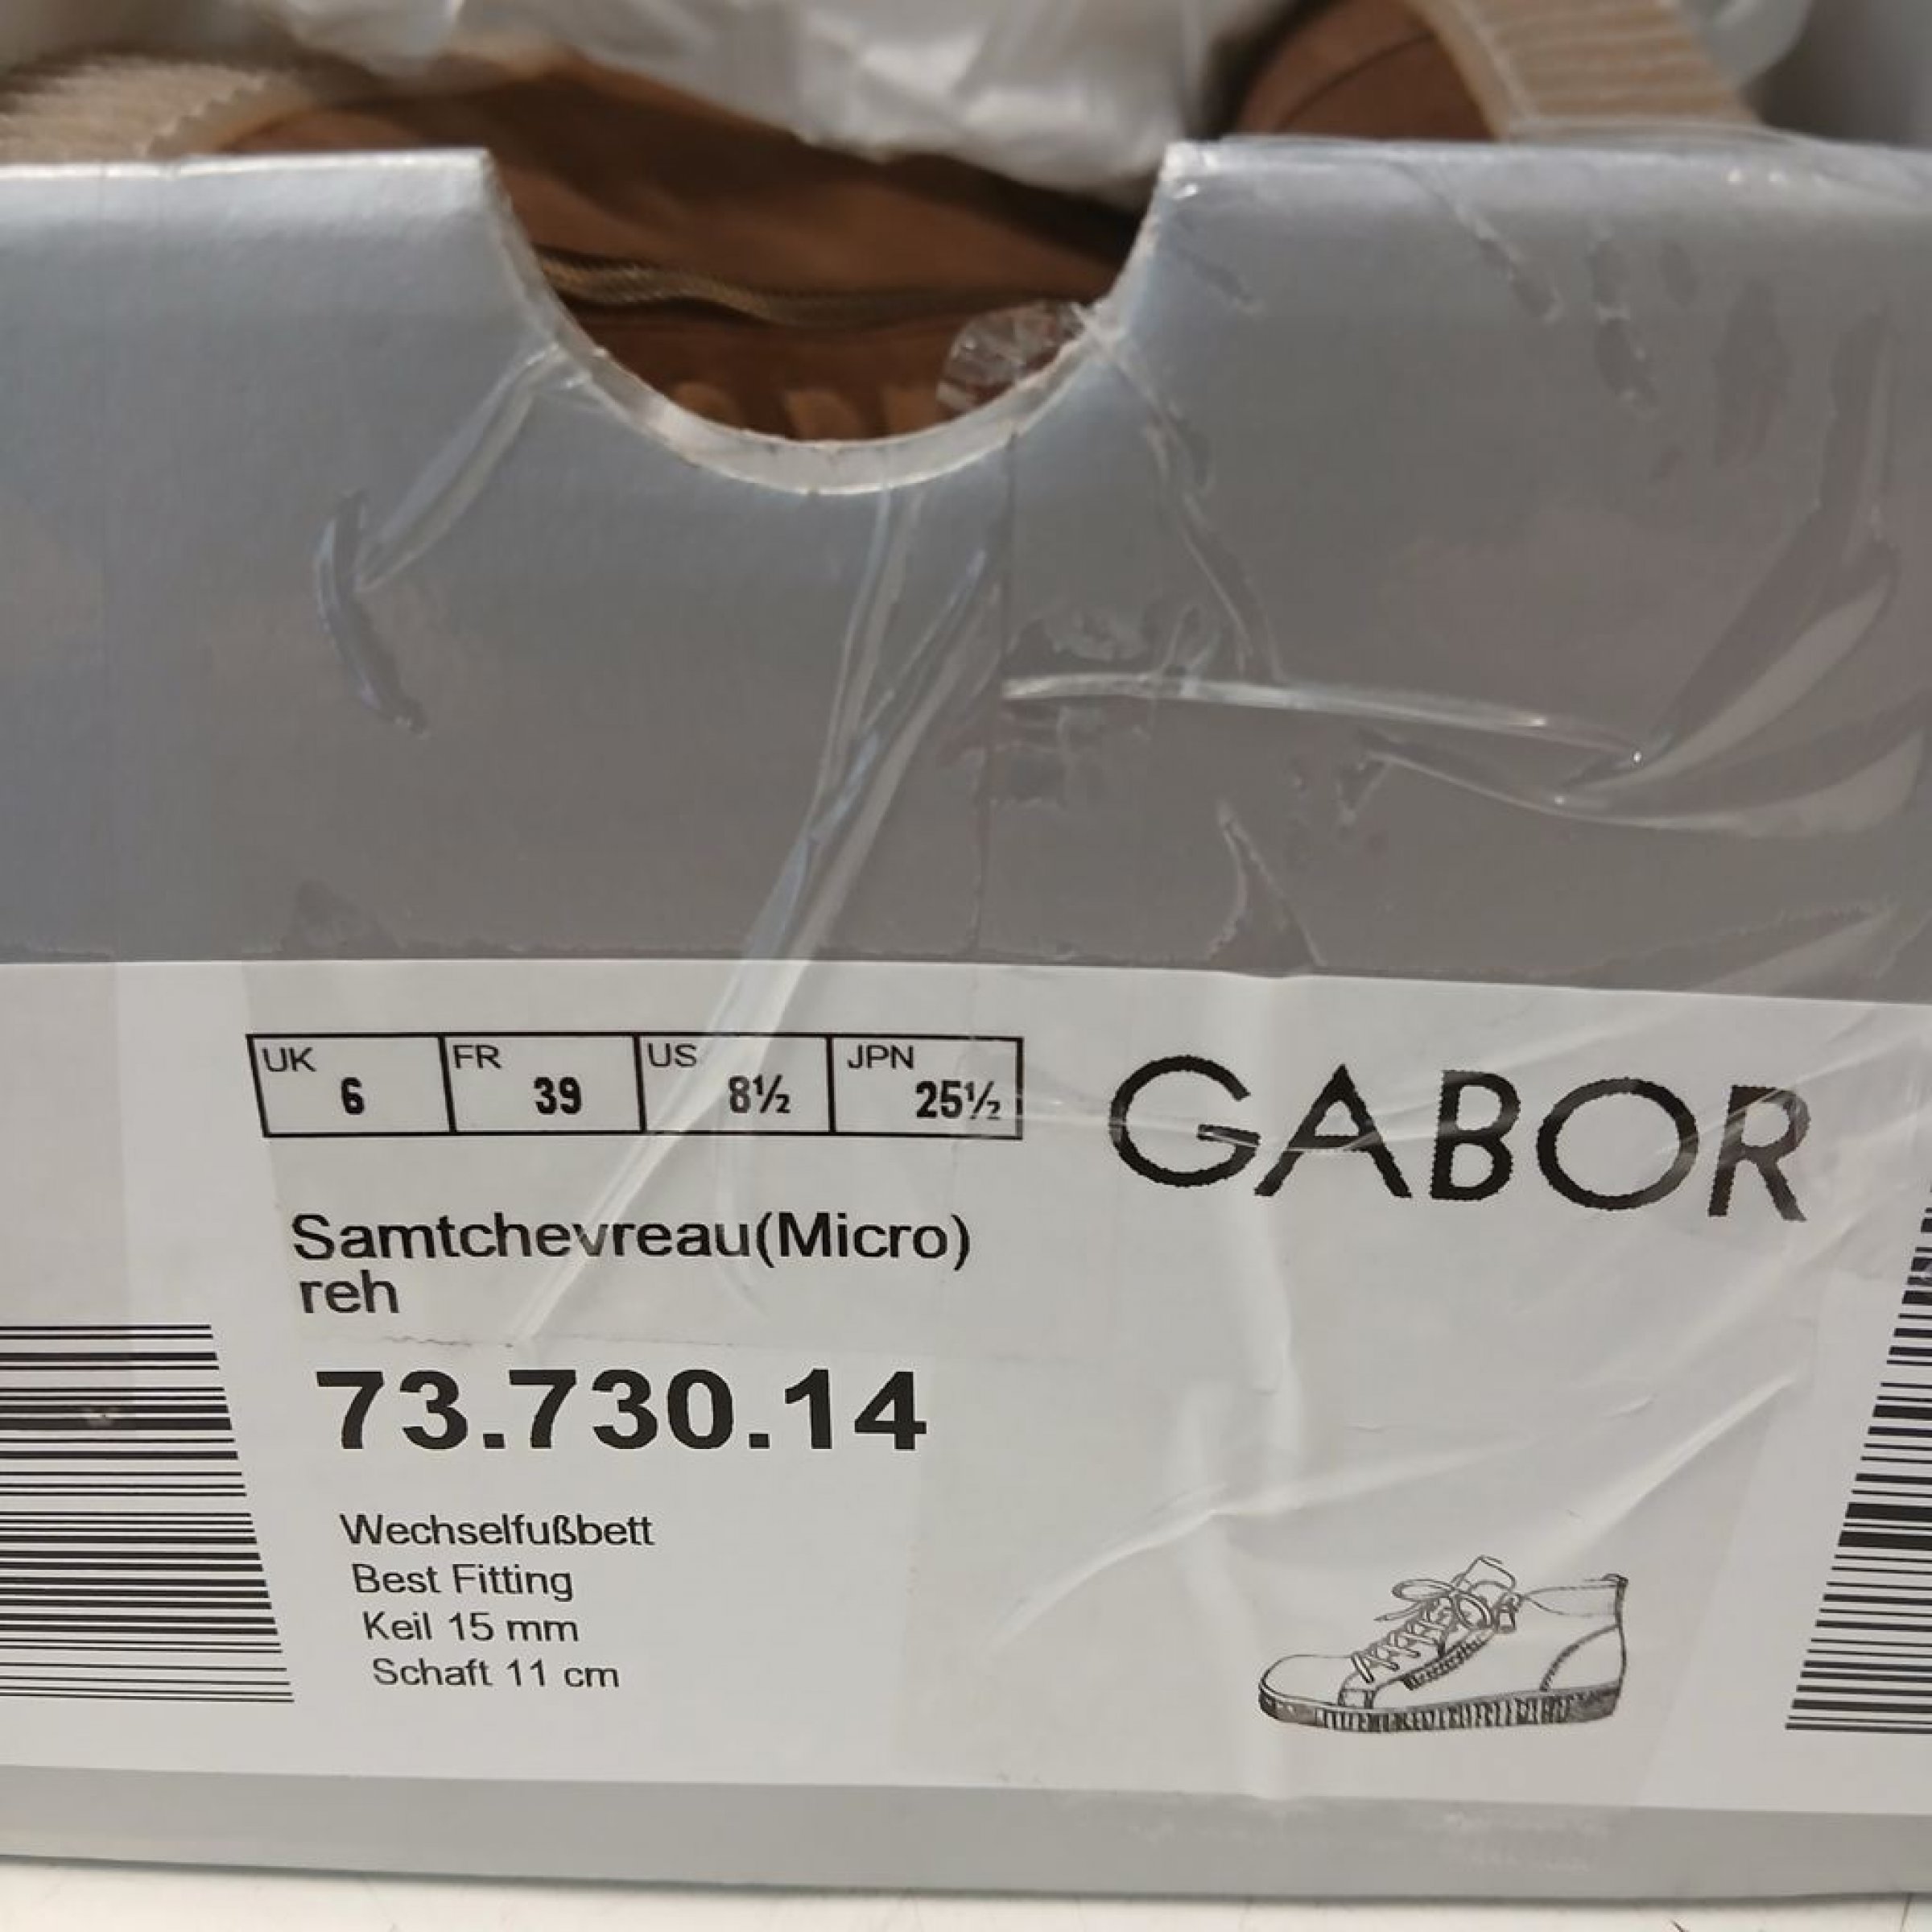 UK 6 FR 39 US 8½ JPN 25½
GABOR
Samtchevreau(Micro)
reh
73.730.14
Wechselfußbett
Best Fitting
Keil 15 mm
Schaft 11 cm